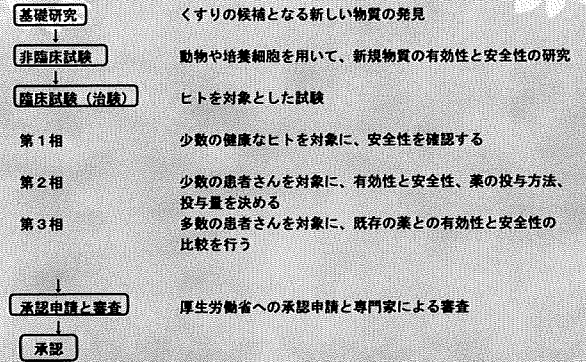 基礎研究 くすりの候補となる新しい物質の発見
↓
非臨床試験 動物や培養細胞を用いて、新規物質の有効性と安全性の研究
↓
臨床試験（治験） ヒトを対象とした試験
第１相 少数の健康なヒトを対象に、安全性を確認する
第２相 少数の患者さんを対象に、有効性と安全性、薬の投与方法、
投与量を決める
第３相 多数の患者さんを対象に、既存の薬との有効性と安全性の
比較を行う
↓
承認申請と審査 厚生労働省への承認申請と専門家による審査
↓
承認